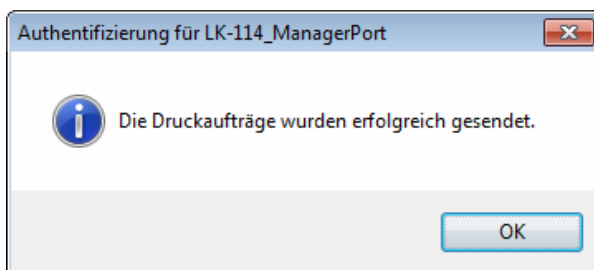 Authentifizierung für LK-114_ManagerPort
Die Druckaufträge wurden erfolgreich gesendet.
OK